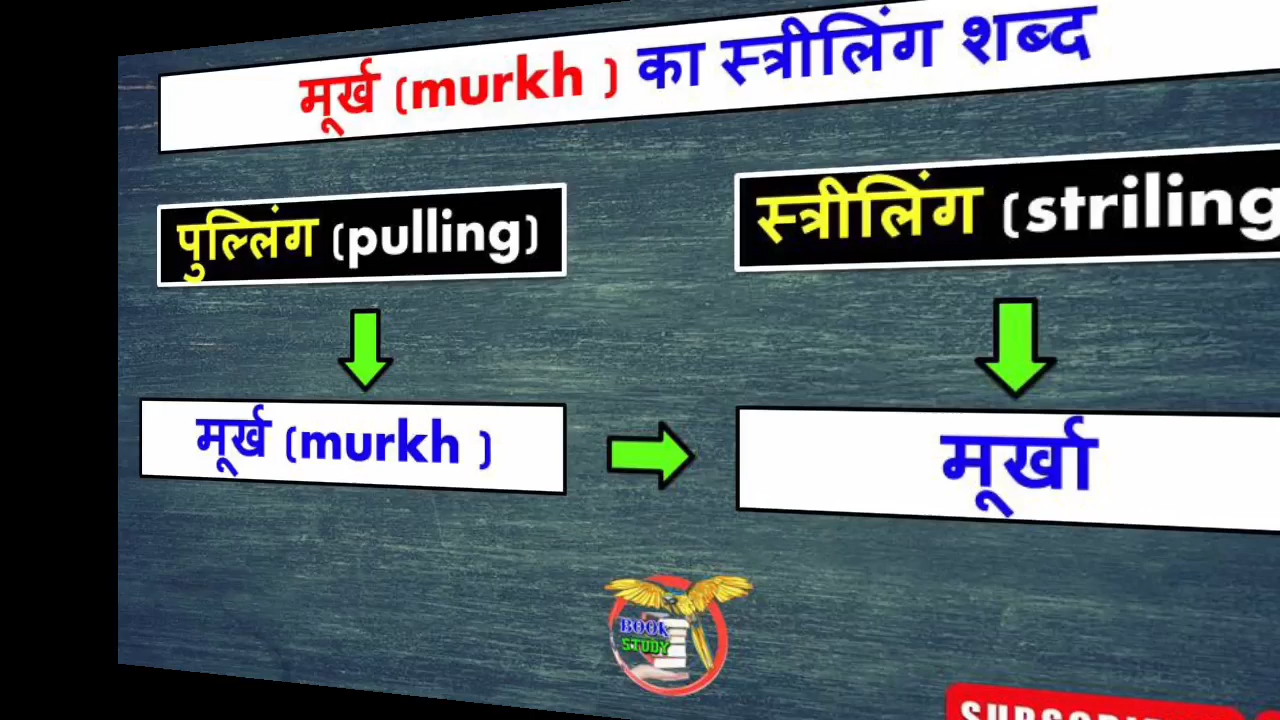 मूर्ख (murkh ) का स्त्रीलिंग शब्द
पुल्लिंग (pulling)
स्त्रीलिंग (striling
मूर्ख (murkh )
मूर्खा
BOOK
STUDY